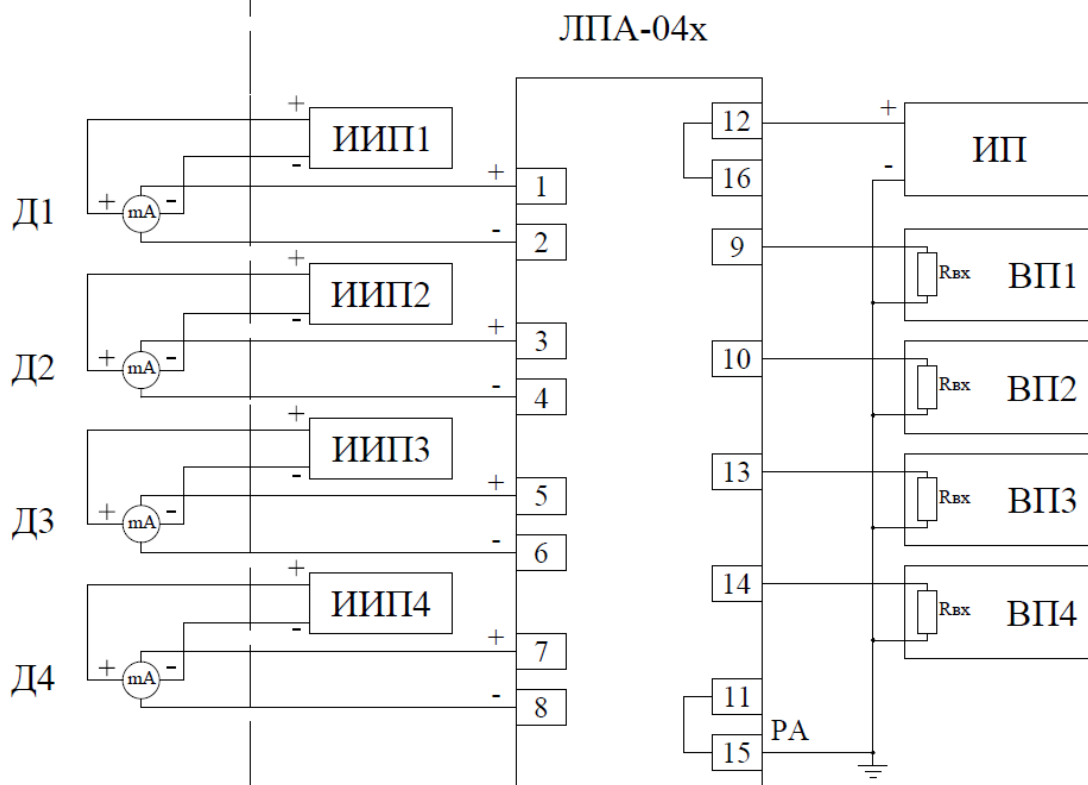 ЛПА-04х
+ ИИП1 -
Д1 + mA -
+ 1
- 2
+ ИИП2 -
Д2 + mA -
+ 3
- 4
+ ИИП3 -
Д3 + mA -
+ 5
- 6
+ ИИП4 -
Д4 + mA -
+ 7
- 8
12 + ИП
16 -
9 Rвх ВП1
10 Rвх ВП2
13 Rвх ВП3
14 Rвх ВП4
11
15 РА